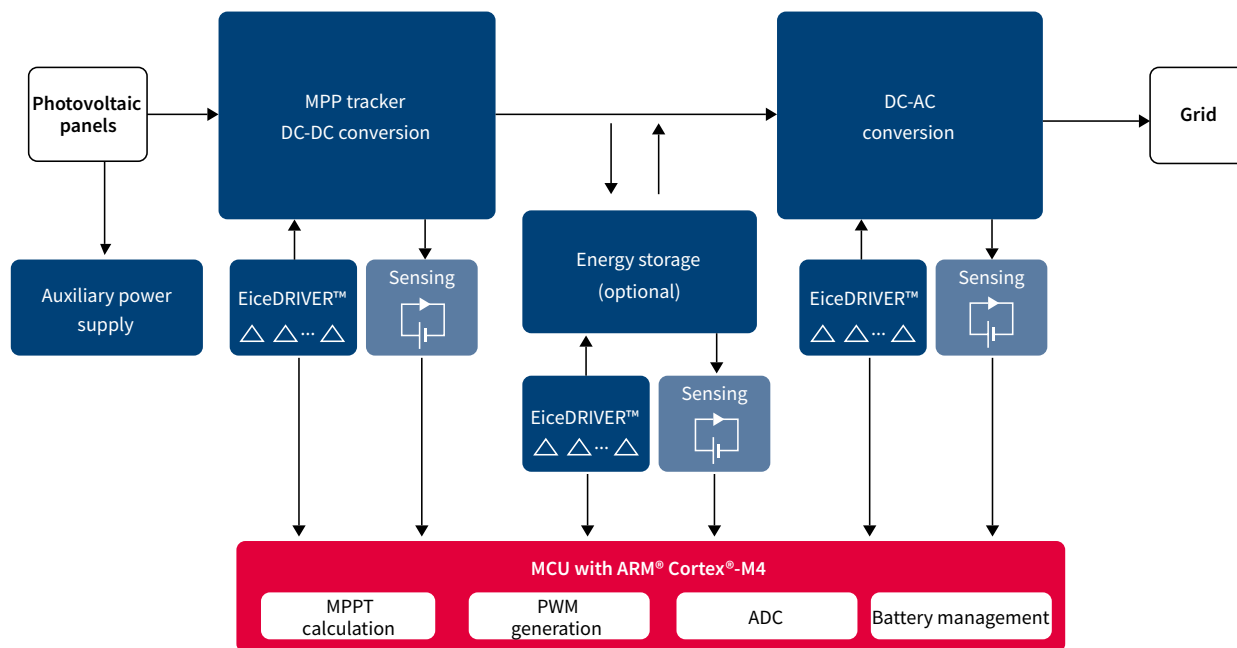 Photovoltaic
panels
MPP tracker
DC-DC conversion
DC-AC
conversion
Grid
Auxiliary power
supply
EiceDRIVER™
...
Sensing
Energy storage
(optional)
EiceDRIVER™
...
Sensing
EiceDRIVER™
...
Sensing
MCU with ARM® Cortex®-M4
MPPT
calculation
PWM
generation
ADC
Battery management